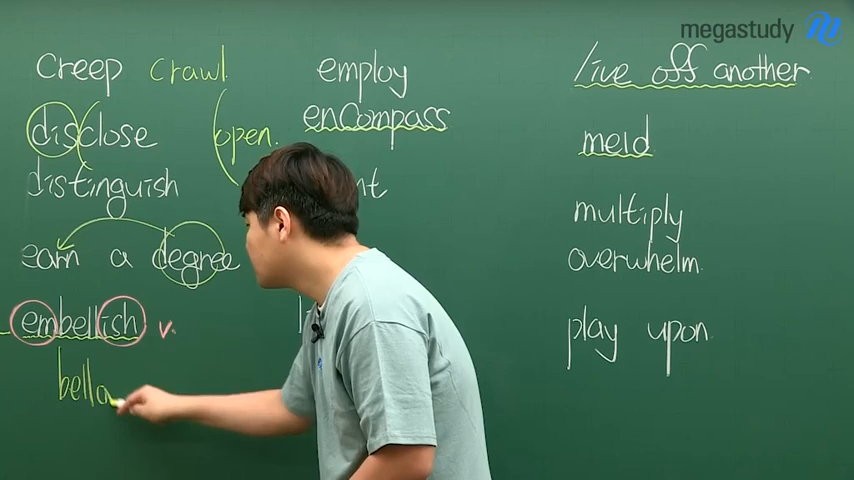 megastudy
creep crawl
disclose open.
distinguish
earn a degree
embellish v.
bella
employ
encompass
live off another
meld
multiply
overwhelm
play upon